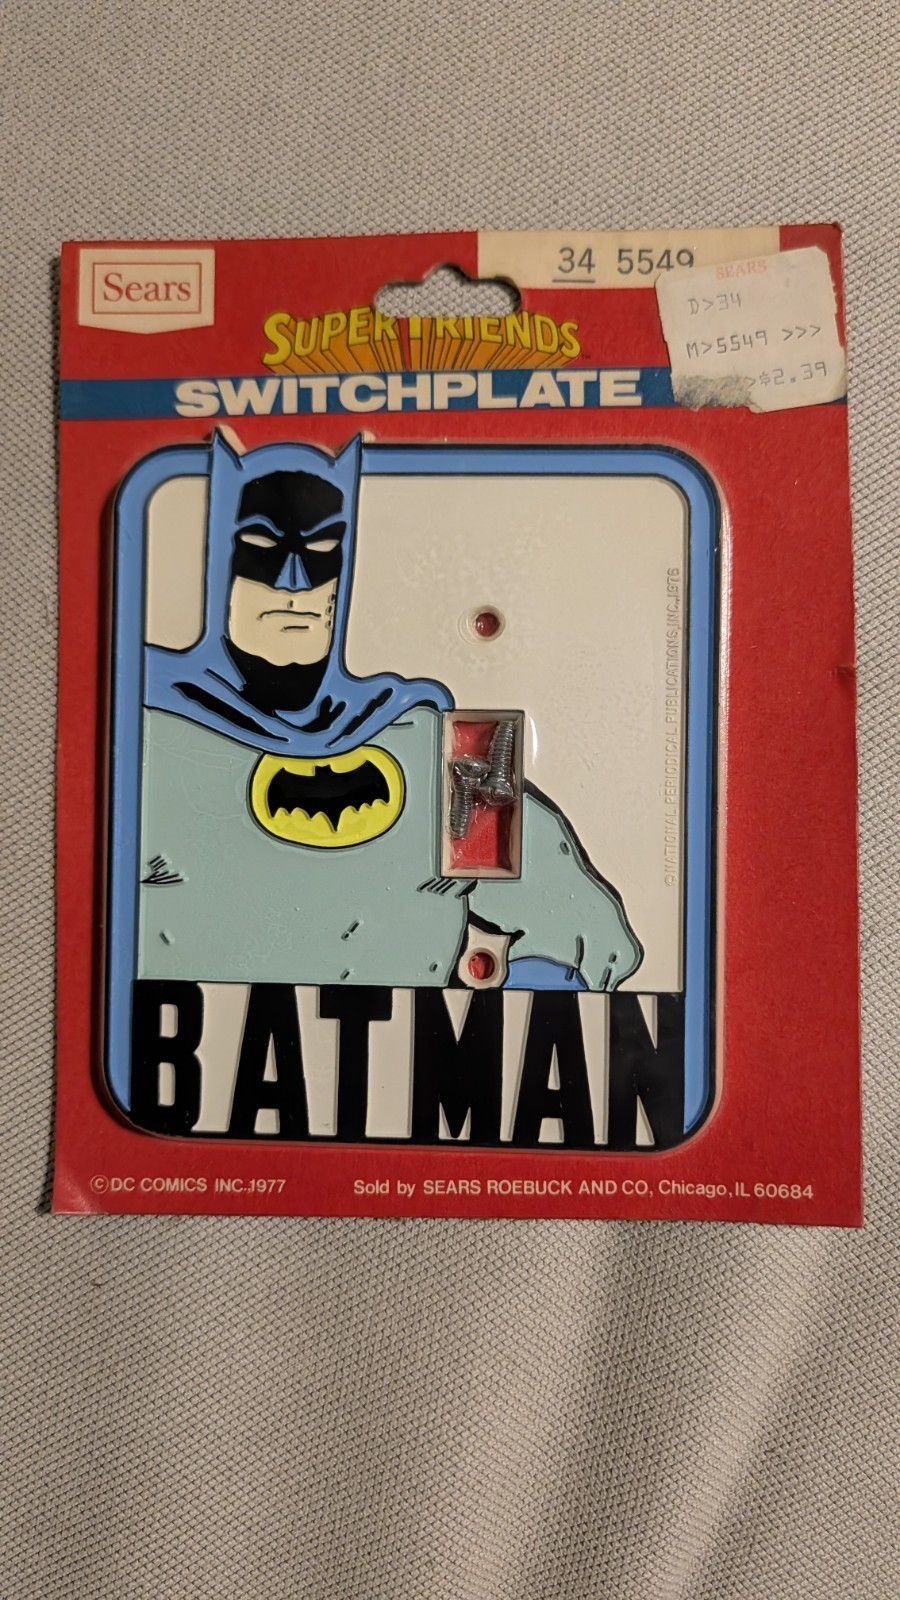 Sears
34 5549
SEARS
D>34
M>5549 >>>
>$2.39
SUPER FRIENDS
SWITCHPLATE
© NATIONAL PERIODICAL PUBLICATIONS, INC., 1976
BATMAN
© DC COMICS INC., 1977
Sold by SEARS ROEBUCK AND CO, Chicago, IL 60684